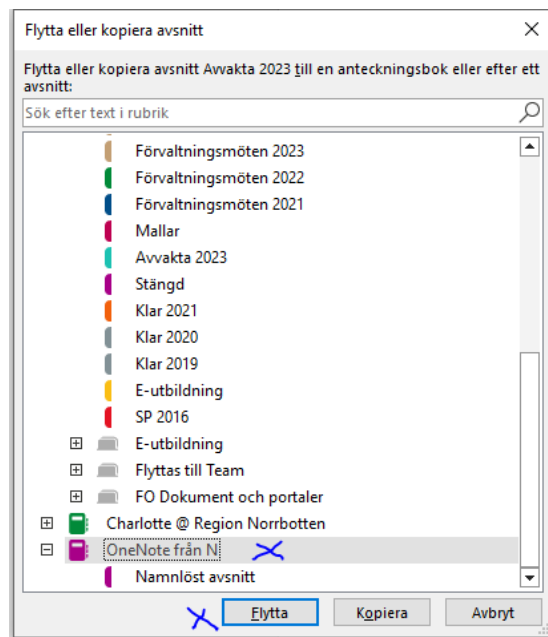 Flytta eller kopiera avsnitt
Flytta eller kopiera avsnitt Avvakta 2023 till en anteckningsbok eller efter ett
avsnitt:
Sök efter text i rubrik
Förvaltningsmöten 2023
Förvaltningsmöten 2022
Förvaltningsmöten 2021
Mallar
Avvakta 2023
Stängd
Klar 2021
Klar 2020
Klar 2019
E-utbildning
SP 2016
E-utbildning
Flyttas till Team
FO Dokument och portaler
Charlotte @ Region Norrbotten
OneNote från N
Namnlöst avsnitt
Flytta Kopiera Avbryt